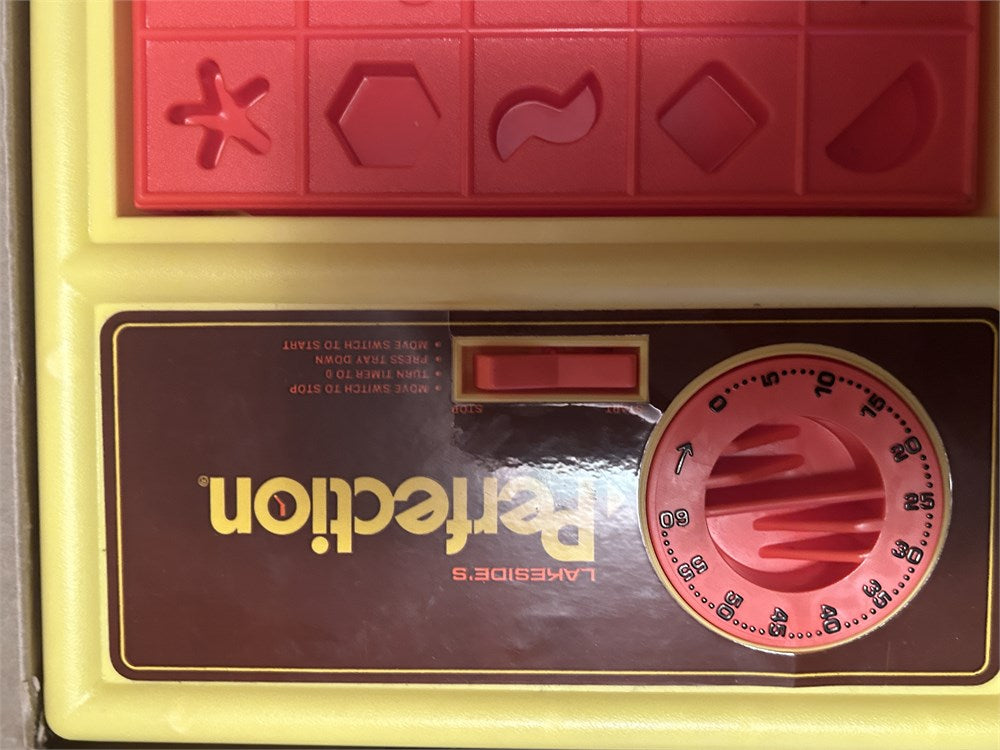 LAKESIDE'S
Perfection®
START STOP
• MOVE SWITCH TO STOP
• TURN TIMER TO 0
• PRESS TRAY DOWN
• MOVE SWITCH TO START
0 5 10 15 20 25 30 35 40 45 50 55 60